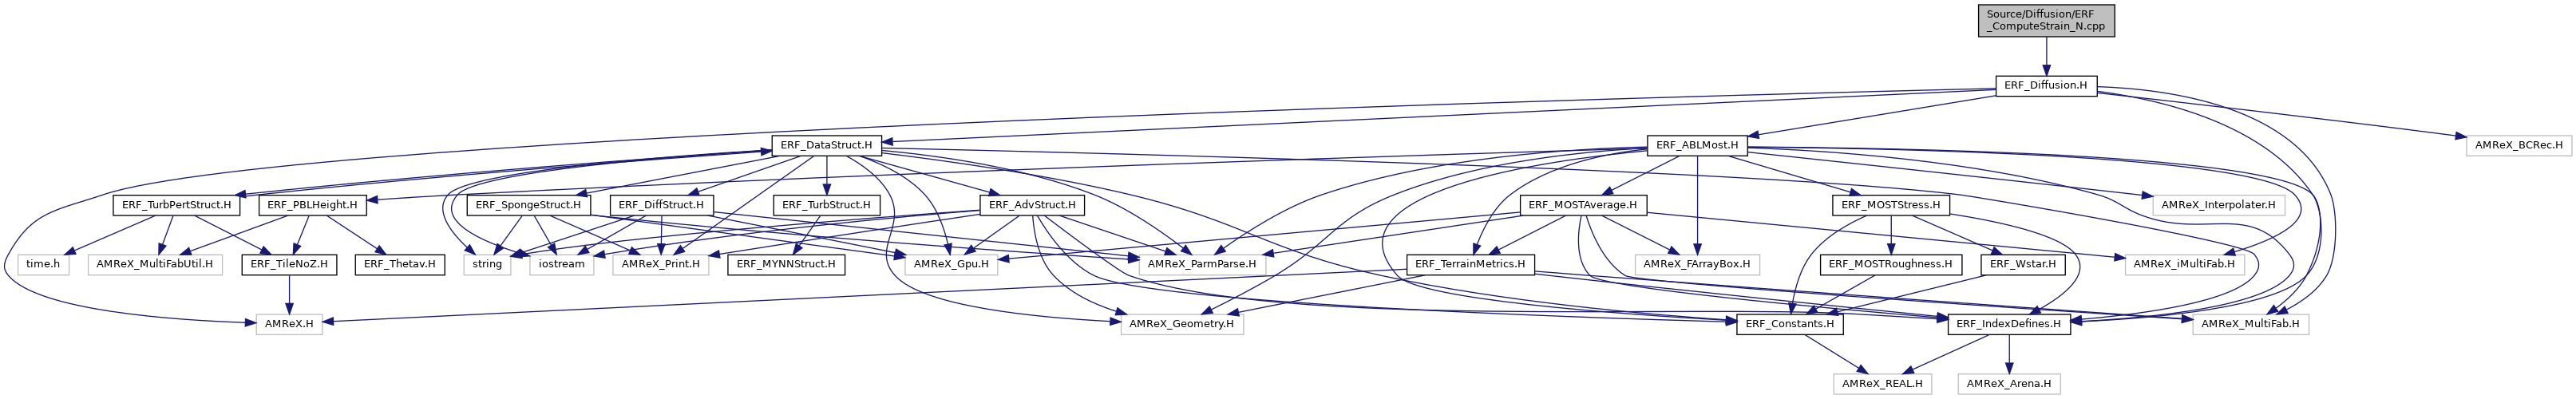 Source/Diffusion/ERF
_ComputeStrain_N.cpp
ERF_Diffusion.H
ERF_DataStruct.H
ERF_ABLMost.H
AMReX_BCRec.H
ERF_TurbPertStruct.H
ERF_PBLHeight.H
ERF_SpongeStruct.H
ERF_DiffStruct.H
ERF_TurbStruct.H
ERF_AdvStruct.H
ERF_MOSTAverage.H
ERF_MOSTStress.H
AMReX_Interpolater.H
time.h
AMReX_MultiFabUtil.H
ERF_TileNoZ.H
ERF_Thetav.H
string
iostream
AMReX_Print.H
ERF_MYNNStruct.H
AMReX_Gpu.H
AMReX_ParmParse.H
ERF_TerrainMetrics.H
AMReX_FArrayBox.H
ERF_MOSTRoughness.H
ERF_Wstar.H
AMReX_iMultiFab.H
AMReX.H
AMReX_Geometry.H
ERF_Constants.H
ERF_IndexDefines.H
AMReX_MultiFab.H
AMReX_REAL.H
AMReX_Arena.H